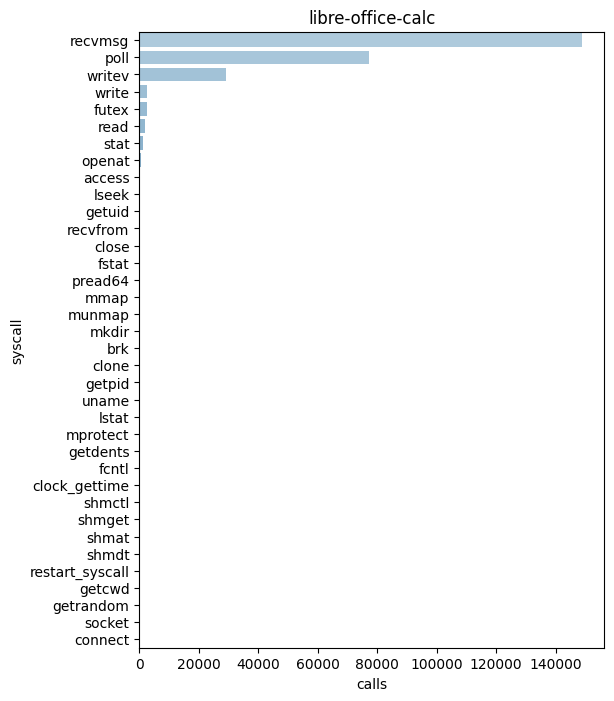 libre-office-calc
recvmsg
poll
writev
write
futex
read
stat
openat
access
lseek
getuid
recvfrom
close
fstat
pread64
mmap
munmap
mkdir
brk
clone
getpid
uname
lstat
mprotect
getdents
fcntl
clock_gettime
shmctl
shmget
shmat
shmdt
restart_syscall
getcwd
getrandom
socket
connect
syscall
0 20000 40000 60000 80000 100000 120000 140000
calls